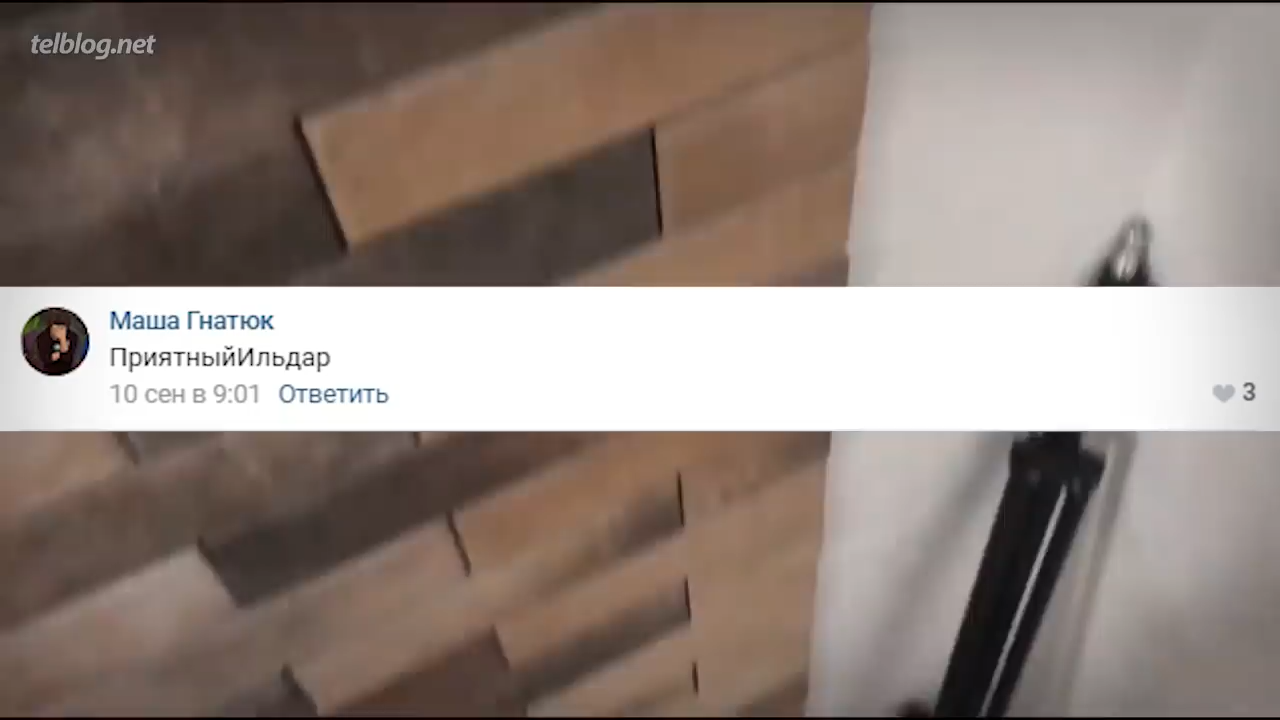 telblog.net
Маша Гнатюк
ПриятныйИльдар
10 сен в 9:01 Ответить
3